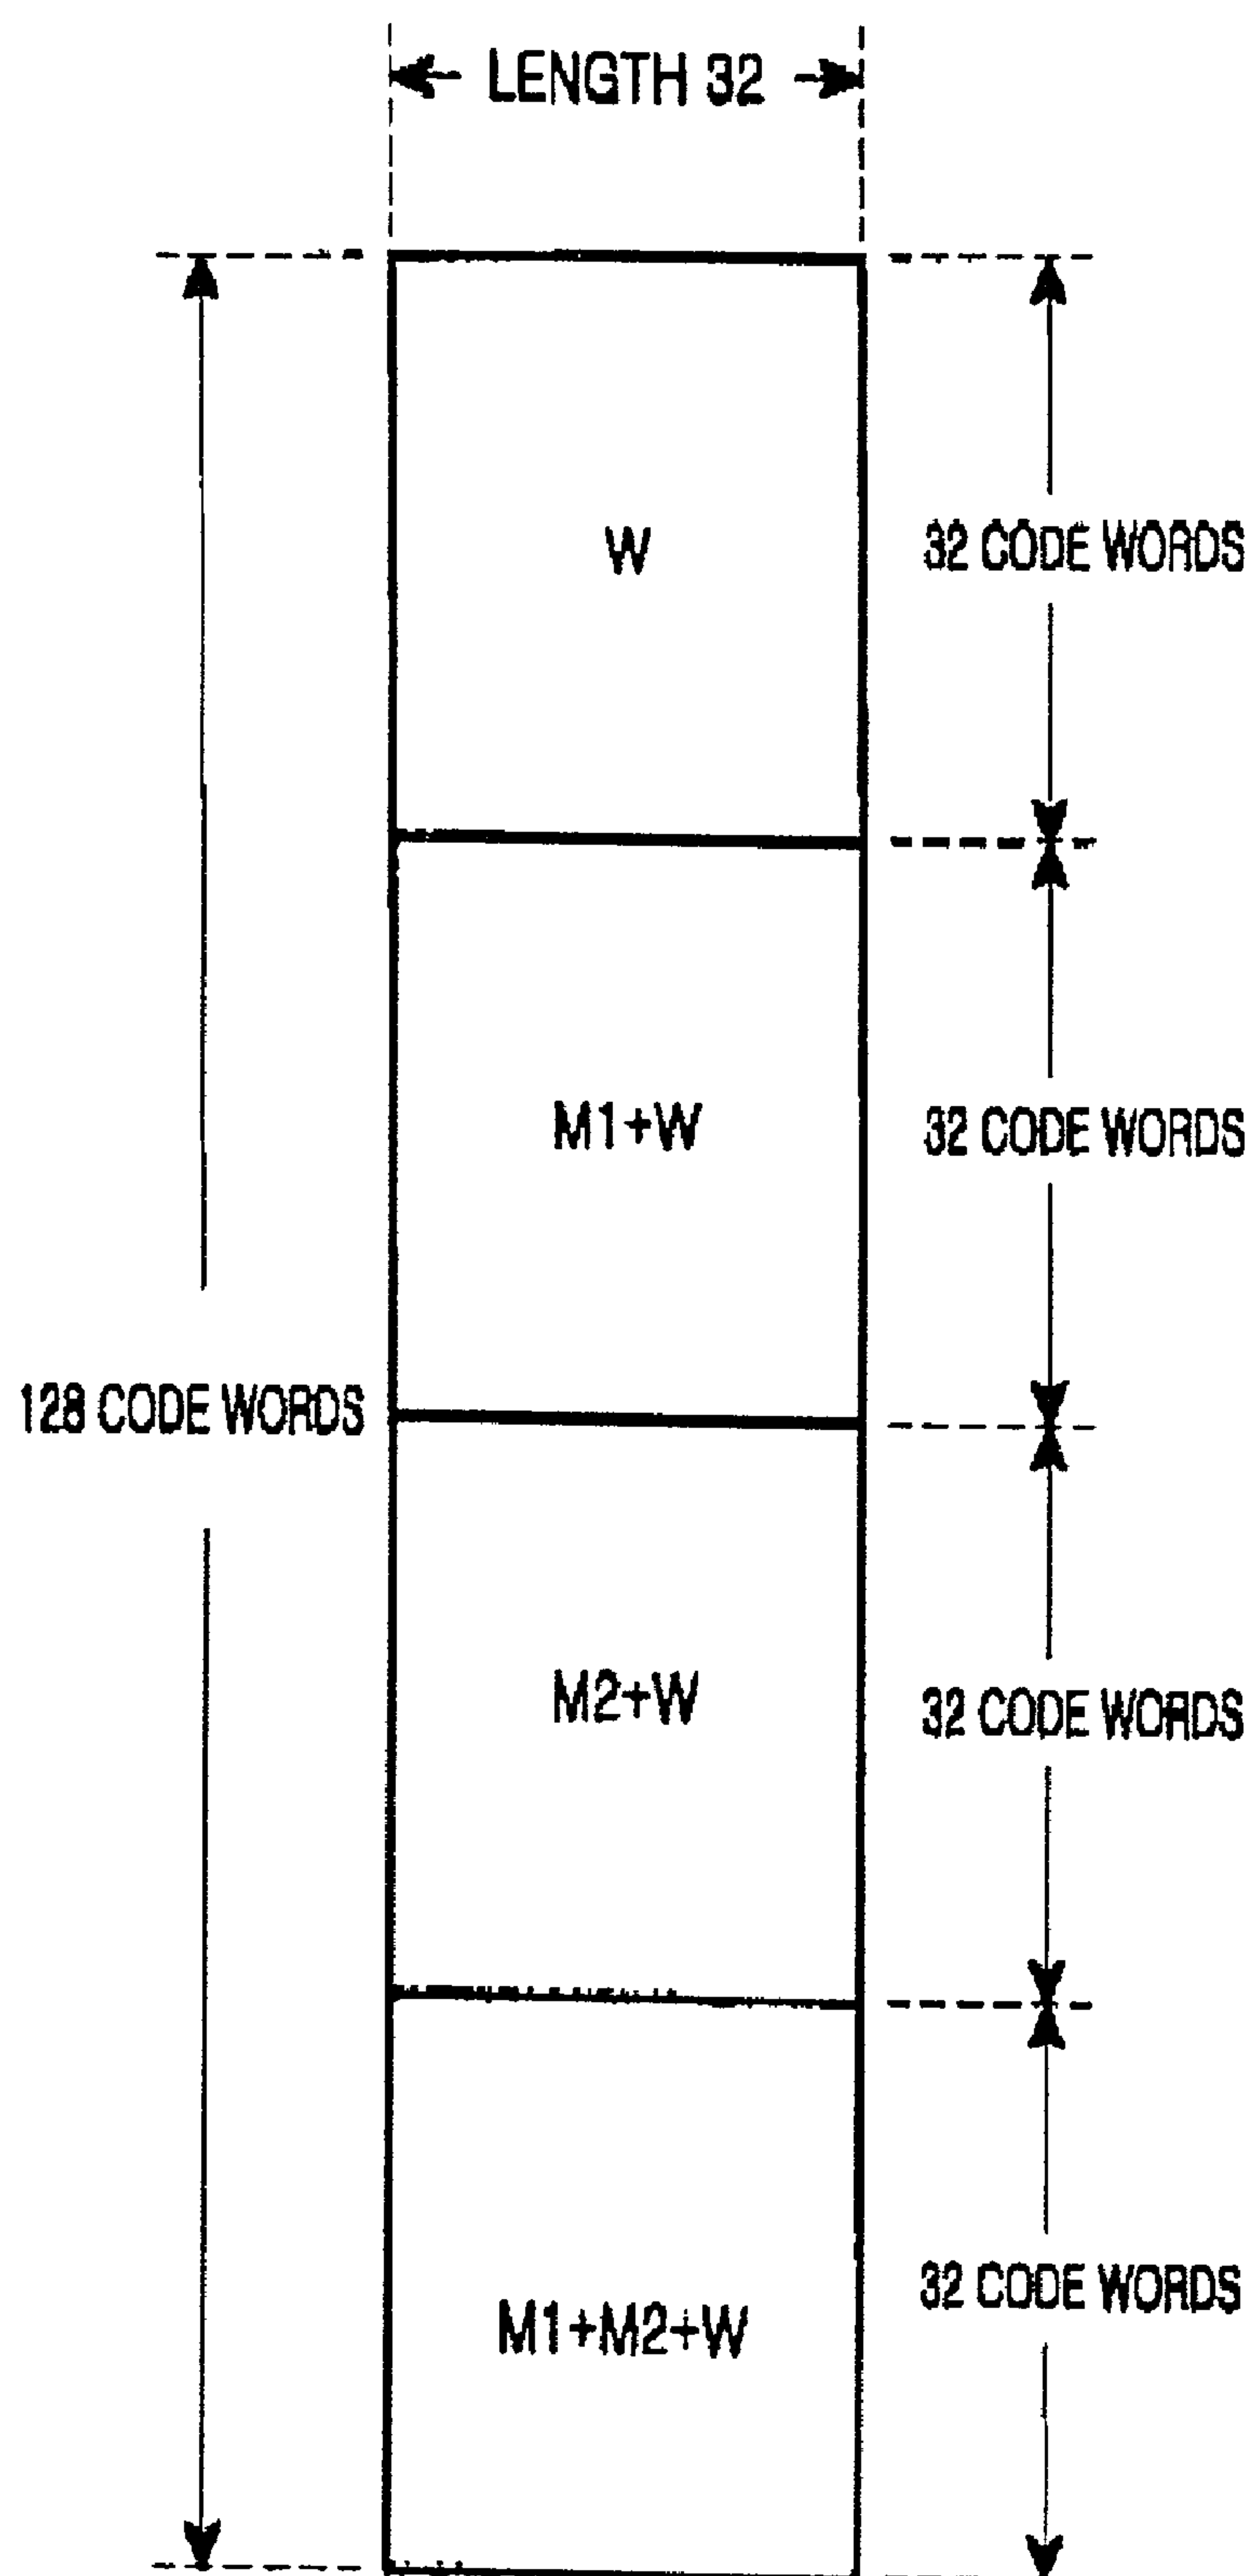 LENGTH 32
W
32 CODE WORDS
M1+W
32 CODE WORDS
128 CODE WORDS
M2+W
32 CODE WORDS
M1+M2+W
32 CODE WORDS